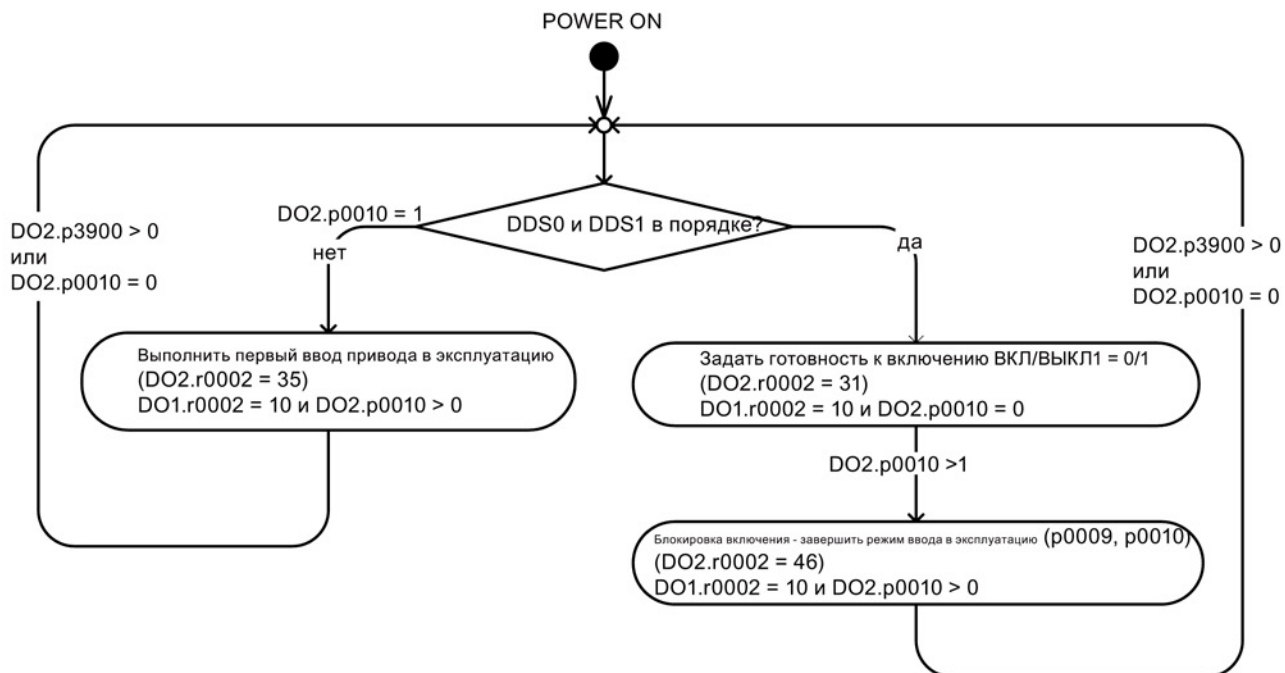 POWER ON
DDS0 и DDS1 в порядке?
DO2.p0010 = 1
нет
да
DO2.p3900 > 0
или
DO2.p0010 = 0
DO2.p3900 > 0
или
DO2.p0010 = 0
Выполнить первый ввод привода в эксплуатацию
(DO2.r0002 = 35)
DO1.r0002 = 10 и DO2.p0010 > 0
Задать готовность к включению ВКЛ/ВЫКЛ1 = 0/1
(DO2.r0002 = 31)
DO1.r0002 = 10 и DO2.p0010 = 0
DO2.p0010 >1
Блокировка включения - завершить режим ввода в эксплуатацию (p0009, p0010)
(DO2.r0002 = 46)
DO1.r0002 = 10 и DO2.p0010 > 0